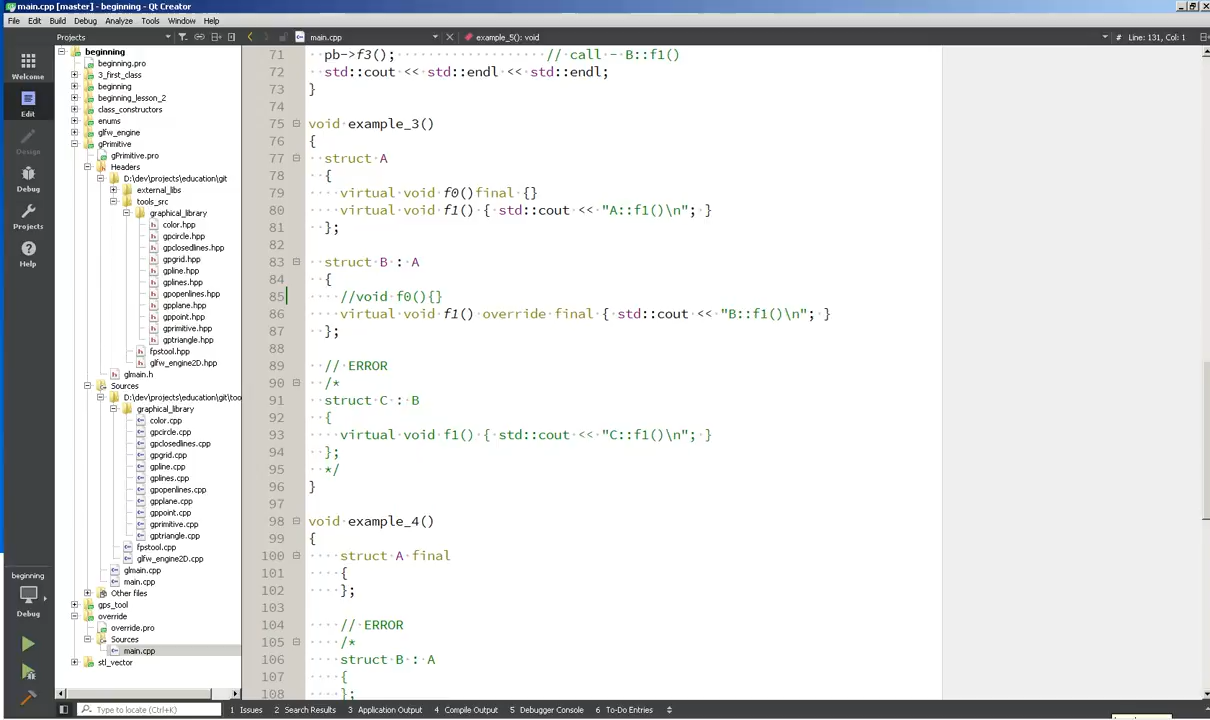 main.cpp [master] - beginning - Qt Creator
File Edit Build Debug Analyze Tools Window Help
Projects main.cpp example_5(): void # Line: 131, Col: 1
Welcome
Edit
Design
Debug
Projects
Help
beginning
Debug
beginning
beginning.pro
3_first_class
beginning
beginning_lesson_2
class_constructors
enums
glfw_engine
gPrimitive
gPrimitive.pro
Headers
D:\dev\projects\education\git
external_libs
tools_src
graphical_library
color.hpp
gpcircle.hpp
gpclosedlines.hpp
gpgrid.hpp
gpline.hpp
gplines.hpp
gpopenlines.hpp
gpplane.hpp
gppoint.hpp
gprimitive.hpp
gptriangle.hpp
fpstool.hpp
glfw_engine2D.hpp
glmain.h
Sources
D:\dev\projects\education\git\too
graphical_library
color.cpp
gpcircle.cpp
gpclosedlines.cpp
gpgrid.cpp
gpline.cpp
gplines.cpp
gpopenlines.cpp
gpplane.cpp
gppoint.cpp
gprimitive.cpp
gptriangle.cpp
fpstool.cpp
glfw_engine2D.cpp
glmain.cpp
main.cpp
Other files
gps_tool
override
override.pro
Sources
main.cpp
stl_vector
71 pb->f3(); // call - B::f1()
72 std::cout << std::endl << std::endl;
73 }
74
75 void example_3()
76 {
77 struct A
78 {
79 virtual void f0()final {}
80 virtual void f1() { std::cout << "A::f1()\n"; }
81 };
82
83 struct B : A
84 {
85 //void f0(){}
86 virtual void f1() override final { std::cout << "B::f1()\n"; }
87 };
88
89 // ERROR
90 /*
91 struct C : B
92 {
93 virtual void f1() { std::cout << "C::f1()\n"; }
94 };
95 */
96 }
97
98 void example_4()
99 {
100 struct A final
101 {
102 };
103
104 // ERROR
105 /*
106 struct B : A
107 {
108 };
Type to locate (Ctrl+K) 1 Issues 2 Search Results 3 Application Output 4 Compile Output 5 Debugger Console 6 To-Do Entries